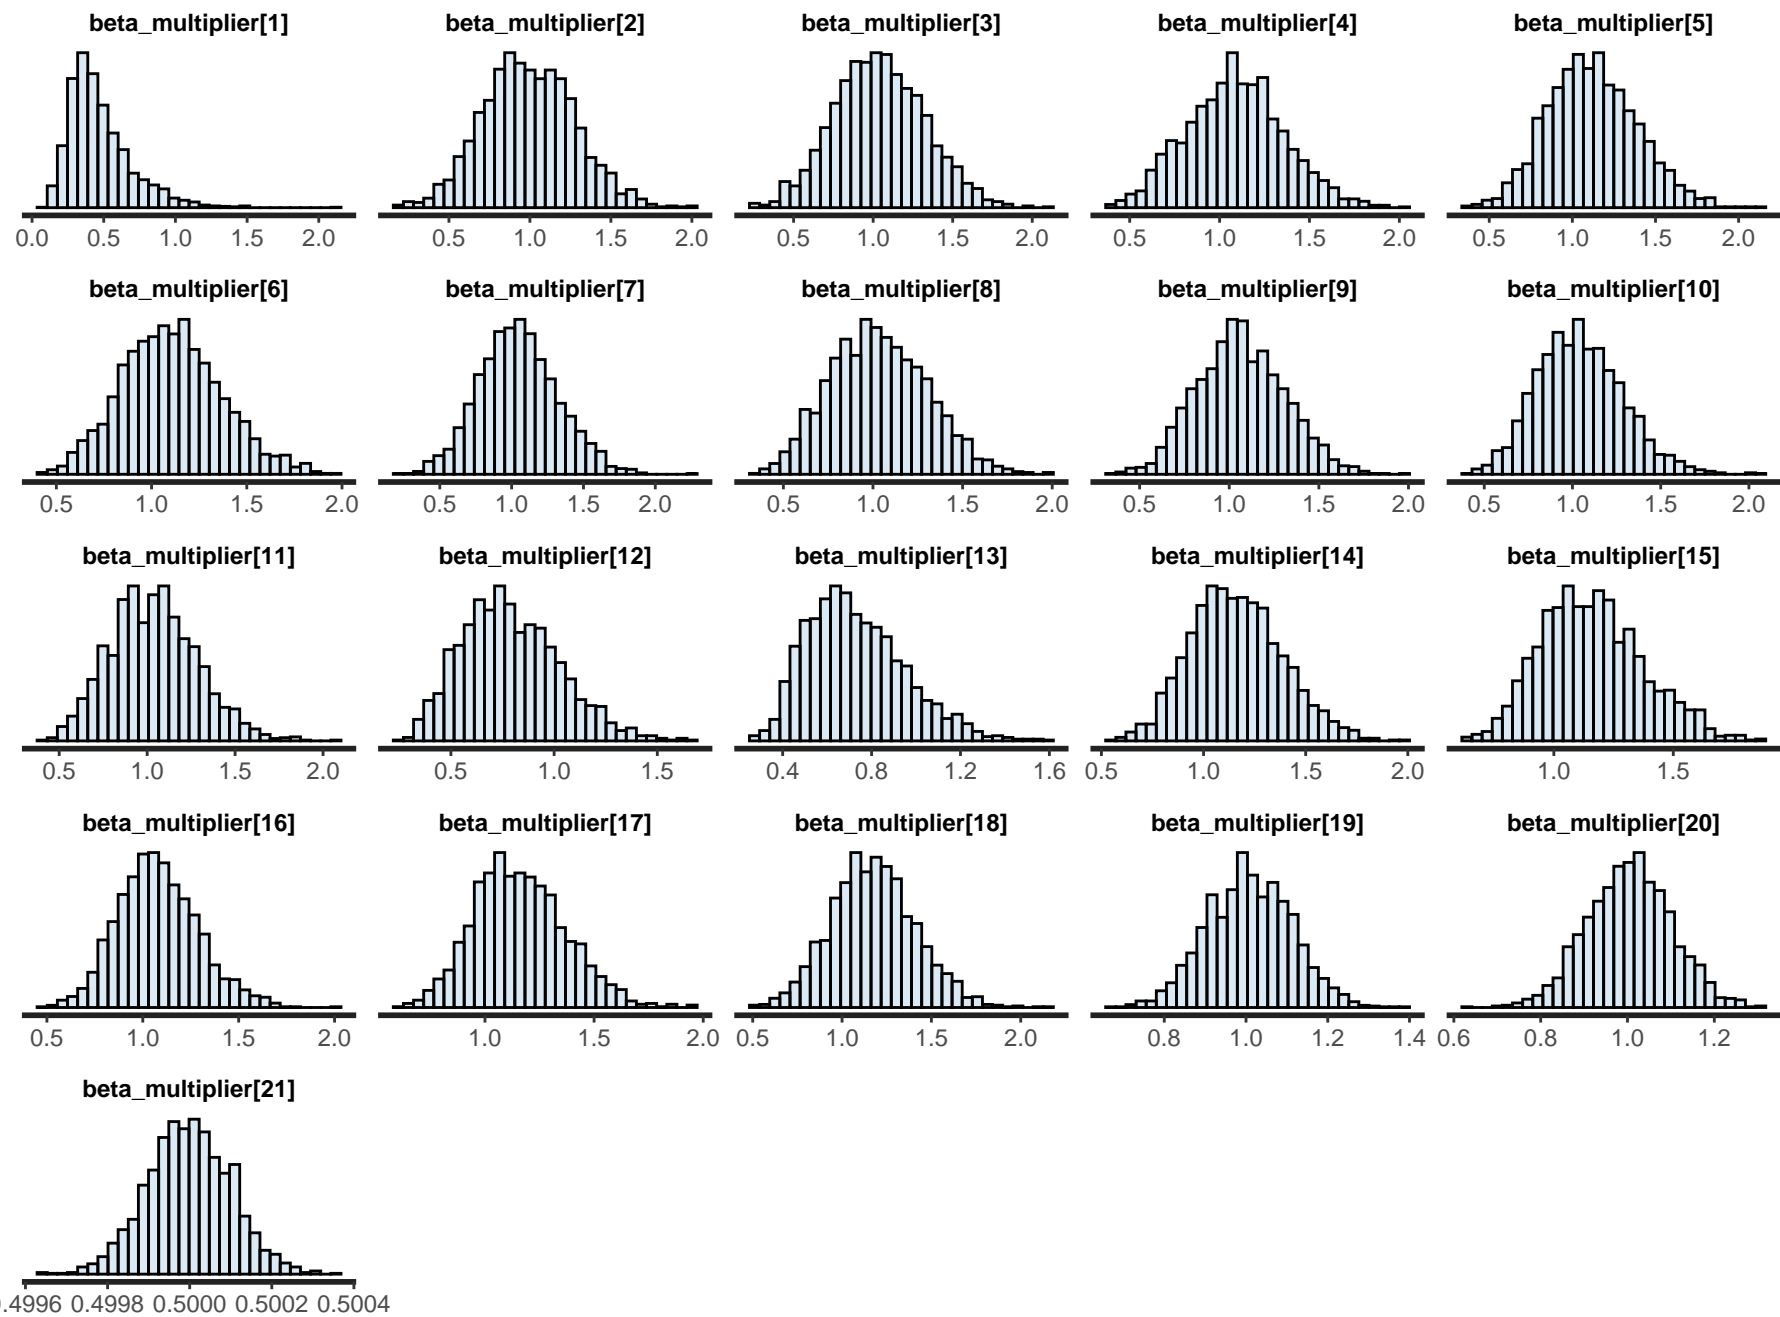 beta_multiplier[1] beta_multiplier[2] beta_multiplier[3] beta_multiplier[4] beta_multiplier[5]
0.0 0.5 1.0 1.5 2.0 0.5 1.0 1.5 2.0 0.5 1.0 1.5 2.0 0.5 1.0 1.5 2.0 0.5 1.0 1.5 2.0
beta_multiplier[6] beta_multiplier[7] beta_multiplier[8] beta_multiplier[9] beta_multiplier[10]
0.5 1.0 1.5 2.0 0.5 1.0 1.5 2.0 0.5 1.0 1.5 2.0 0.5 1.0 1.5 2.0 0.5 1.0 1.5 2.0
beta_multiplier[11] beta_multiplier[12] beta_multiplier[13] beta_multiplier[14] beta_multiplier[15]
0.5 1.0 1.5 2.0 0.5 1.0 1.5 0.4 0.8 1.2 1.6 0.5 1.0 1.5 2.0 1.0 1.5
beta_multiplier[16] beta_multiplier[17] beta_multiplier[18] beta_multiplier[19] beta_multiplier[20]
0.5 1.0 1.5 2.0 1.0 1.5 2.0 0.5 1.0 1.5 2.0 0.8 1.0 1.2 1.4 0.6 0.8 1.0 1.2
beta_multiplier[21]
.4996 0.4998 0.5000 0.5002 0.5004